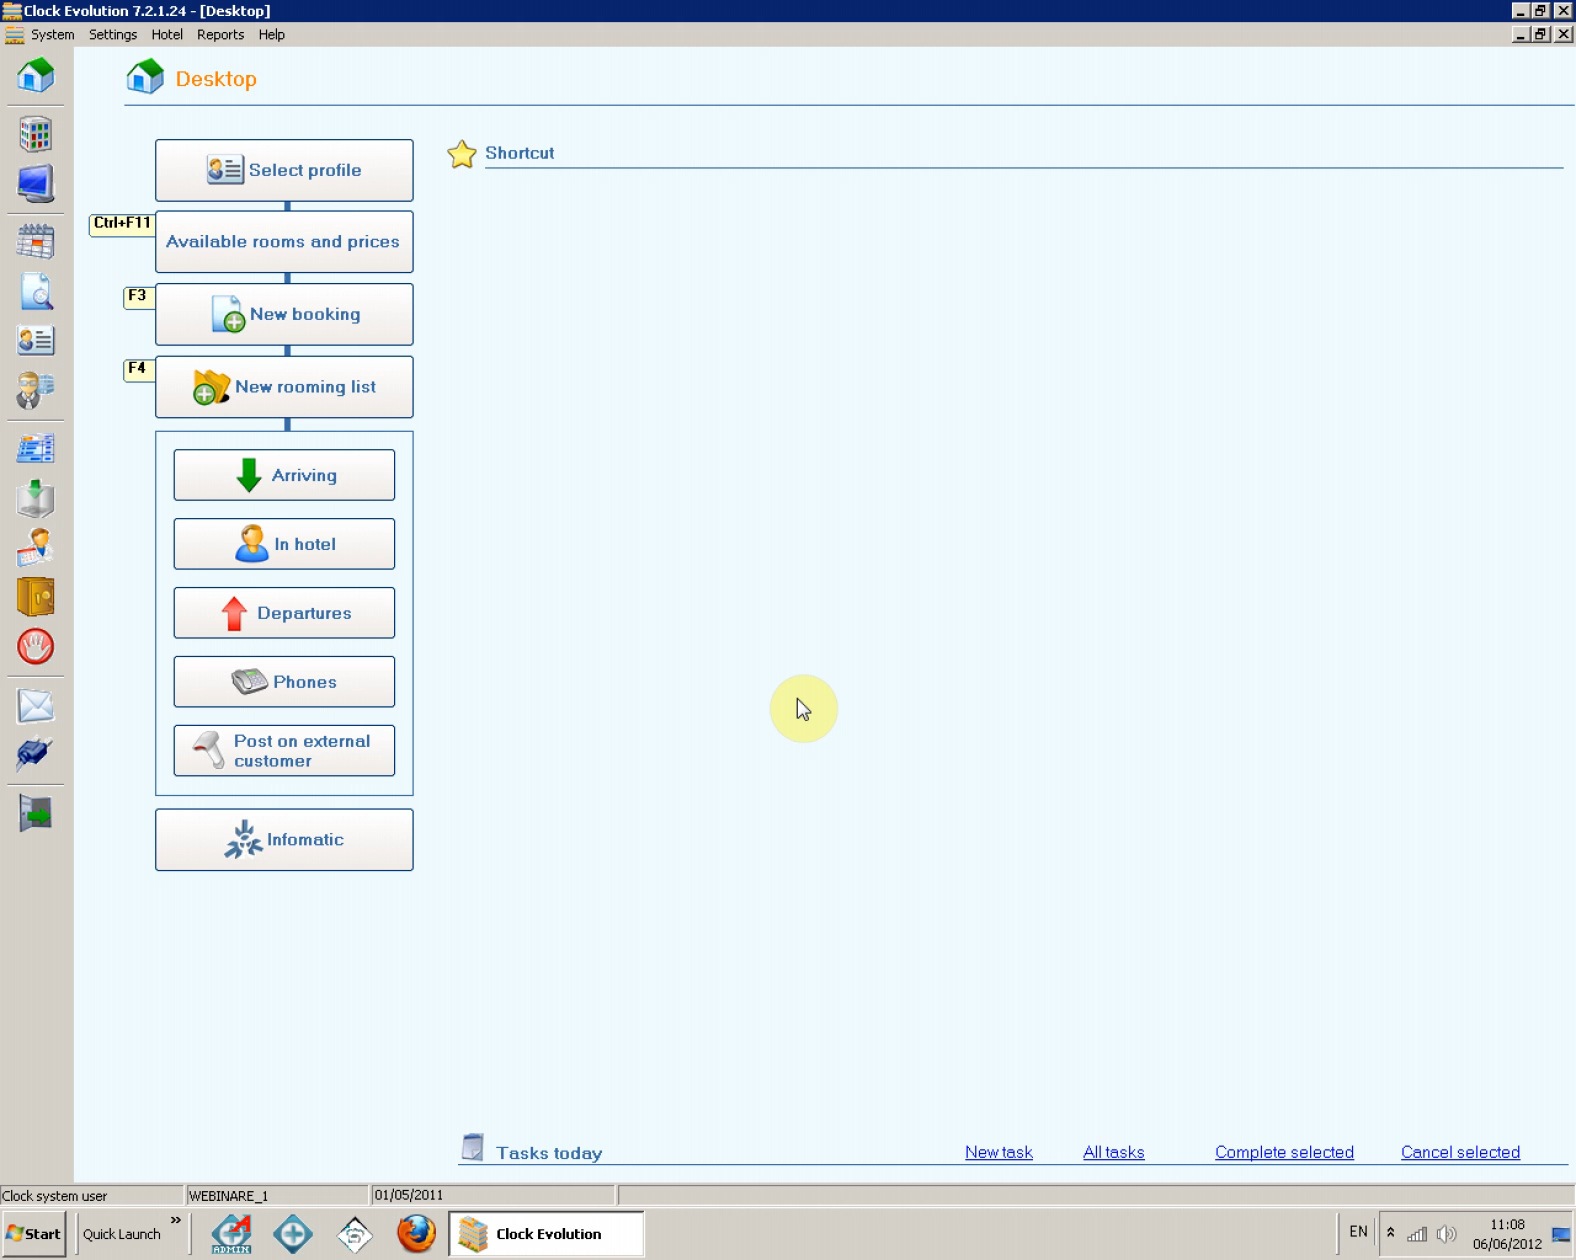 Clock Evolution 7.2.1.24 - [Desktop]
System Settings Hotel Reports Help
Desktop
Select profile
Shortcut
Ctrl+F11
Available rooms and prices
F3
New booking
F4
New rooming list
Arriving
In hotel
Departures
Phones
Post on external
customer
Infomatic
Tasks today New task All tasks Complete selected Cancel selected
Clock system user WEBINARE_1 01/05/2011
Start Quick Launch » ADMIN Clock Evolution EN 11:08
06/06/2012